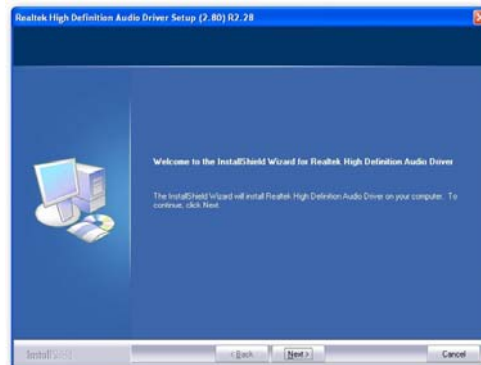 Realtek High Definition Audio Driver Setup (2.80) R2.28
Welcome to the InstallShield Wizard for Realtek High Definition Audio Driver
The InstallShield Wizard will install Realtek High Definition Audio Driver on your computer. To
continue, click Next.
InstallShield
< Back
Next >
Cancel